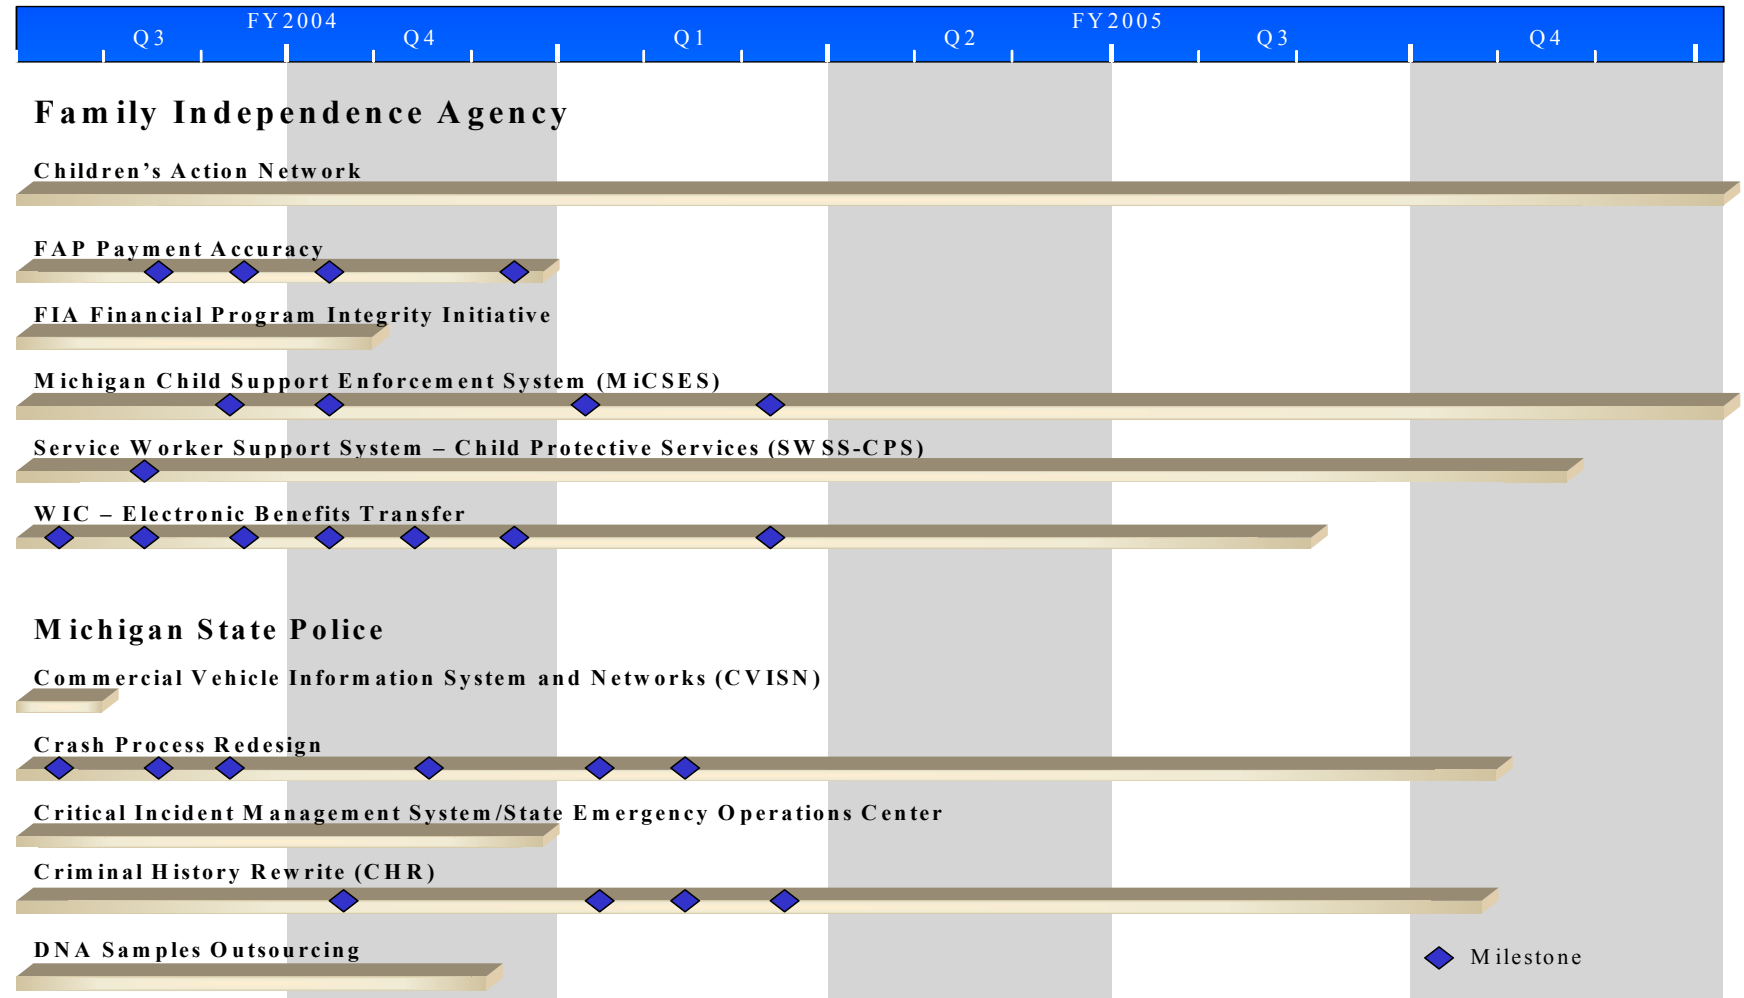 FY2004 FY2005
Q3 Q4 Q1 Q2 Q3 Q4
Family Independence Agency
Children’s Action Network
FAP Payment Accuracy
FIA Financial Program Integrity Initiative
Michigan Child Support Enforcement System (MiCSES)
Service Worker Support System – Child Protective Services (SWSS-CPS)
WIC – Electronic Benefits Transfer
Michigan State Police
Commercial Vehicle Information System and Networks (CVISN)
Crash Process Redesign
Critical Incident Management System/State Emergency Operations Center
Criminal History Rewrite (CHR)
DNA Samples Outsourcing
Milestone